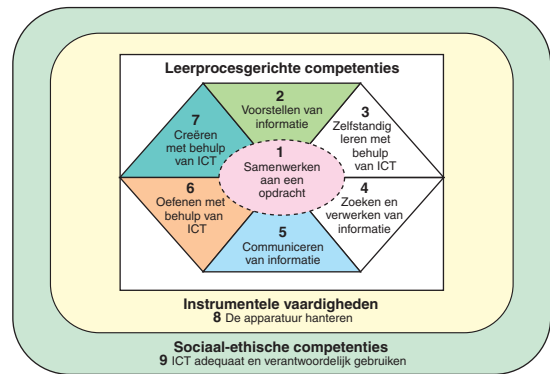 Leerprocesgerichte competenties
2
Voorstellen van
informatie
3
Zelfstandig
leren met
behulp
van ICT
7
Creëren
met behulp
van ICT
1
Samenwerken
aan een
opdracht
6
Oefenen met
behulp van
ICT
4
Zoeken en
verwerken van
informatie
5
Communiceren
van informatie
Instrumentele vaardigheden
8 De apparatuur hanteren
Sociaal-ethische competenties
9 ICT adequaat en verantwoordelijk gebruiken